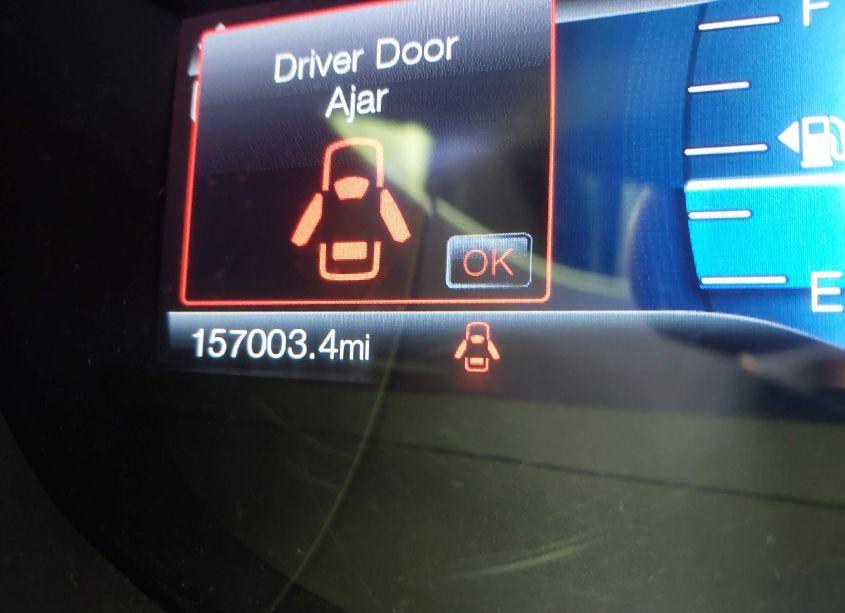 Driver Door
Ajar
OK
157003.4mi
F
E